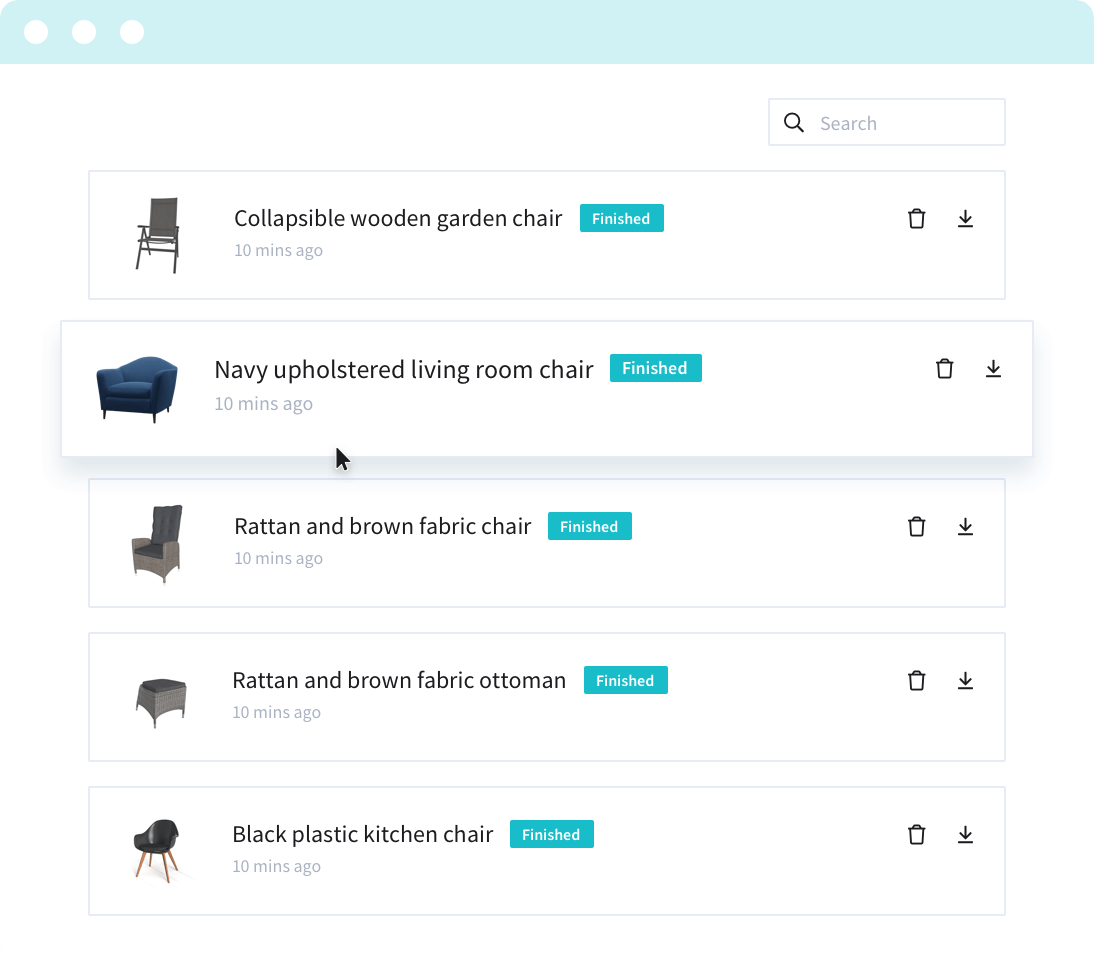 Search
Collapsible wooden garden chair Finished
10 mins ago
Navy upholstered living room chair Finished
10 mins ago
Rattan and brown fabric chair Finished
10 mins ago
Rattan and brown fabric ottoman Finished
10 mins ago
Black plastic kitchen chair Finished
10 mins ago